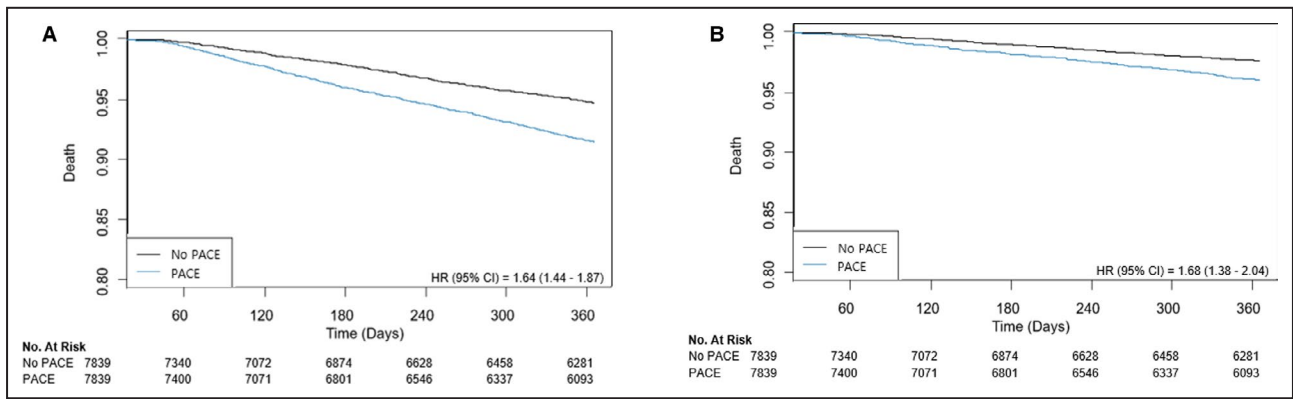 A
1.00
0.95
0.90
0.85
0.80
Death
No PACE
PACE
HR (95% CI) = 1.64 (1.44 - 1.87)
60 120 180 240 300 360
Time (Days)
No. At Risk
No PACE 7839 7340 7072 6874 6628 6458 6281
PACE 7839 7400 7071 6801 6546 6337 6093
B
1.00
0.95
0.90
0.85
0.80
Death
No PACE
PACE
HR (95% CI) = 1.68 (1.38 - 2.04)
60 120 180 240 300 360
Time (Days)
No. At Risk
No PACE 7839 7340 7072 6874 6628 6458 6281
PACE 7839 7400 7071 6801 6546 6337 6093